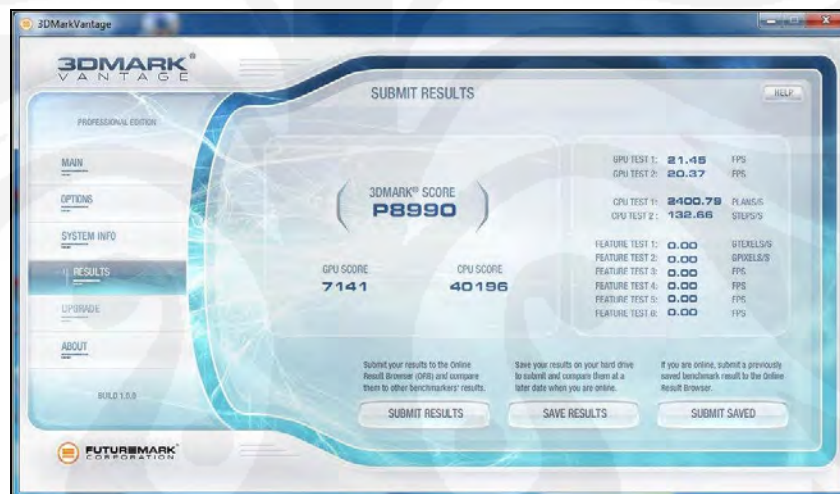 3DMarkVantage
3DMARK®
VANTAGE
PROFESSIONAL EDITION
MAIN
OPTIONS
SYSTEM INFO
RESULTS
UPGRADE
ABOUT
BUILD 1.0.0
FUTUREMARK®
CORPORATION
SUBMIT RESULTS
HELP
3DMARK® SCORE
P8990
GPU SCORE
7141
CPU SCORE
40196
GPU TEST 1: 21.45 FPS
GPU TEST 2: 20.37 FPS
CPU TEST 1: 2400.79 PLANS/S
CPU TEST 2: 132.66 STEPS/S
FEATURE TEST 1: 0.00 GTEXELS/S
FEATURE TEST 2: 0.00 GPIXELS/S
FEATURE TEST 3: 0.00 FPS
FEATURE TEST 4: 0.00 FPS
FEATURE TEST 5: 0.00 FPS
FEATURE TEST 6: 0.00 FPS
Submit your results to the Online
Result Browser (ORB) and compare
them to other benchmarkers' results.
SUBMIT RESULTS
Save your results on your hard drive
to submit and compare them at a
later date when you are online.
SAVE RESULTS
If you are online, submit a previously
saved benchmark result to the Online
Result Browser.
SUBMIT SAVED